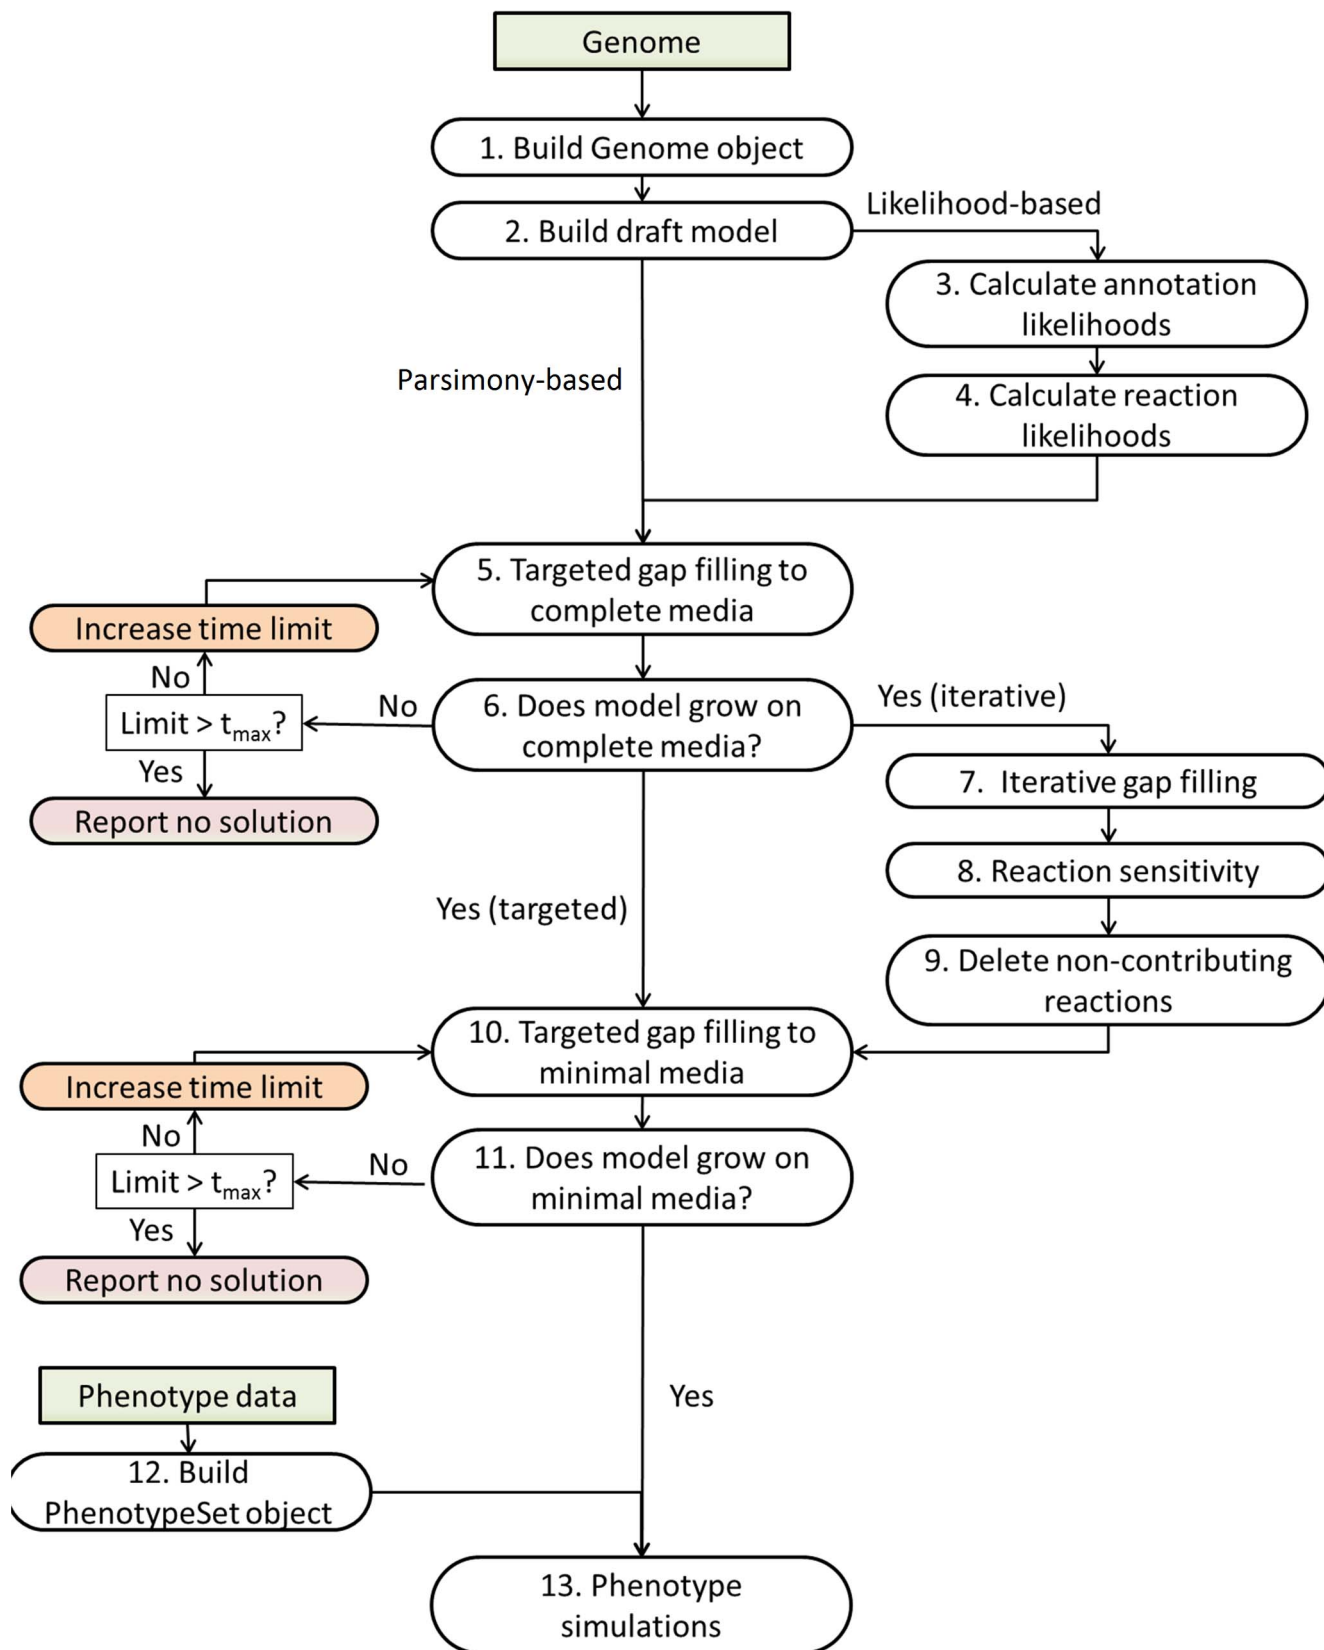 Genome
1. Build Genome object
2. Build draft model
Likelihood-based
3. Calculate annotation
likelihoods
Parsimony-based
4. Calculate reaction
likelihoods
5. Targeted gap filling to
complete media
Increase time limit
No
Limit > tmax?
No
6. Does model grow on
complete media?
Yes (iterative)
Yes
Report no solution
7. Iterative gap filling
8. Reaction sensitivity
Yes (targeted)
9. Delete non-contributing
reactions
10. Targeted gap filling to
minimal media
Increase time limit
No
Limit > tmax?
No
11. Does model grow on
minimal media?
Yes
Report no solution
Phenotype data
Yes
12. Build
PhenotypeSet object
13. Phenotype
simulations